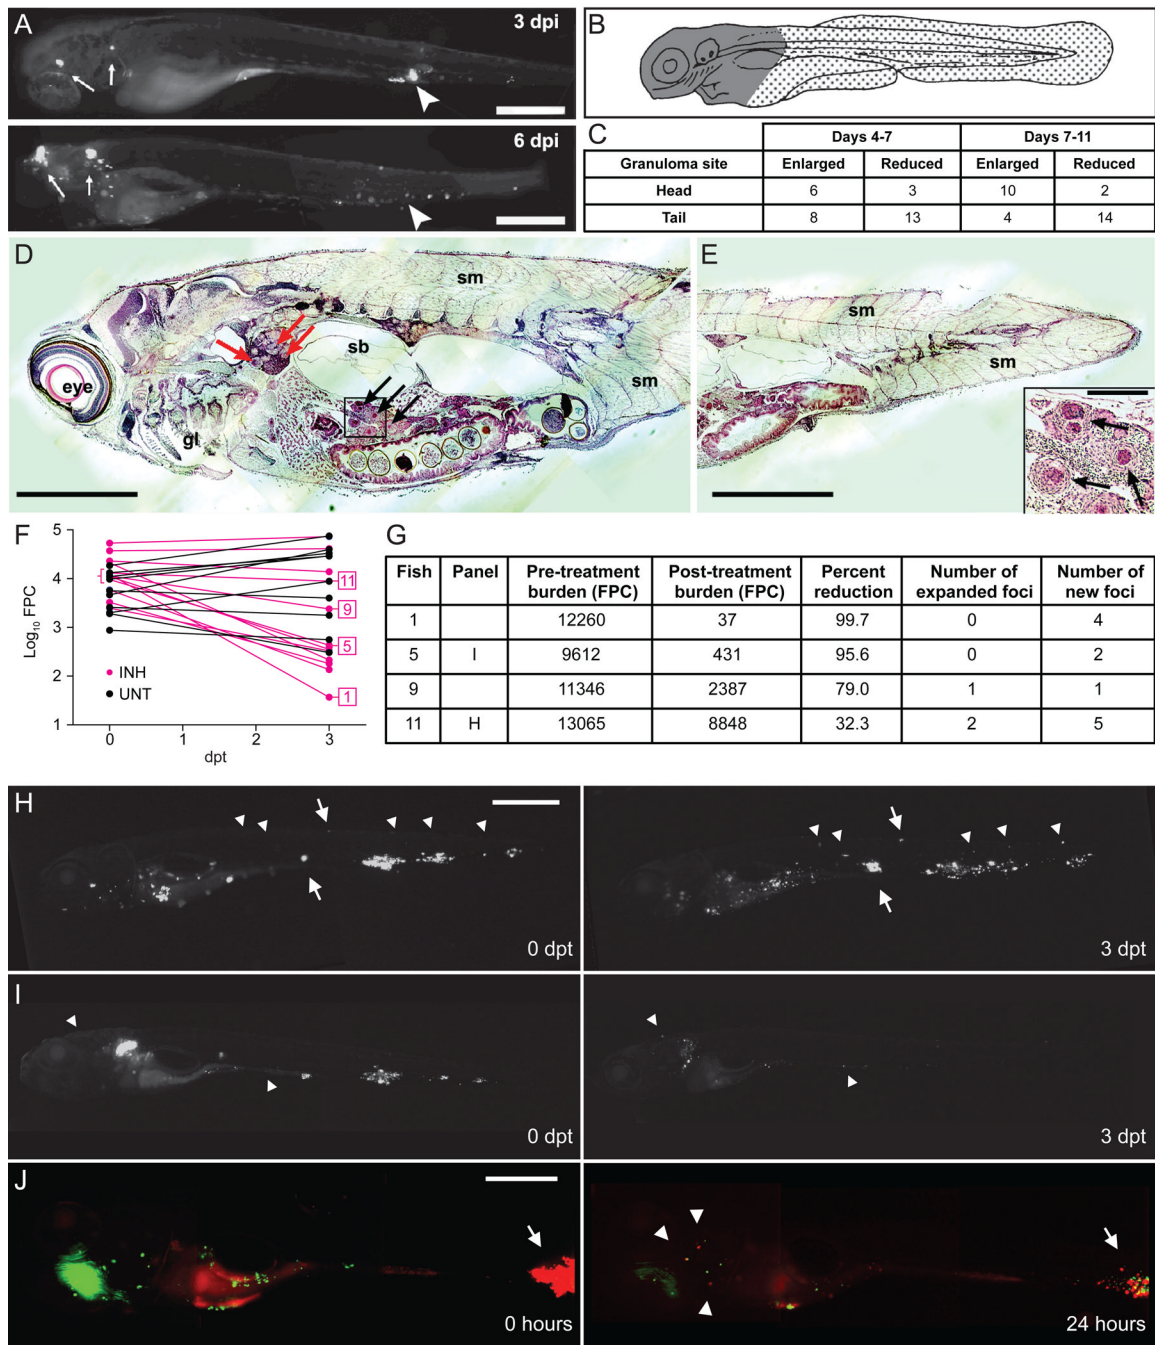 A
3 dpi
6 dpi
B
C
Days 4-7 Days 7-11
Granuloma site Enlarged Reduced Enlarged Reduced
Head 6 3 10 2
Tail 8 13 4 14
D
sm
sb
eye
sm
gl
E
sm
sm
F
5
4
3
2
1
Log10 FPC
0 1 2 3
dpt
INH
UNT
11
9
5
1
G
Fish Panel Pre-treatment burden (FPC) Post-treatment burden (FPC) Percent reduction Number of expanded foci Number of new foci
1 12260 37 99.7 0 4
5 I 9612 431 95.6 0 2
9 11346 2387 79.0 1 1
11 H 13065 8848 32.3 2 5
H
0 dpt
3 dpt
I
0 dpt
3 dpt
J
0 hours
24 hours